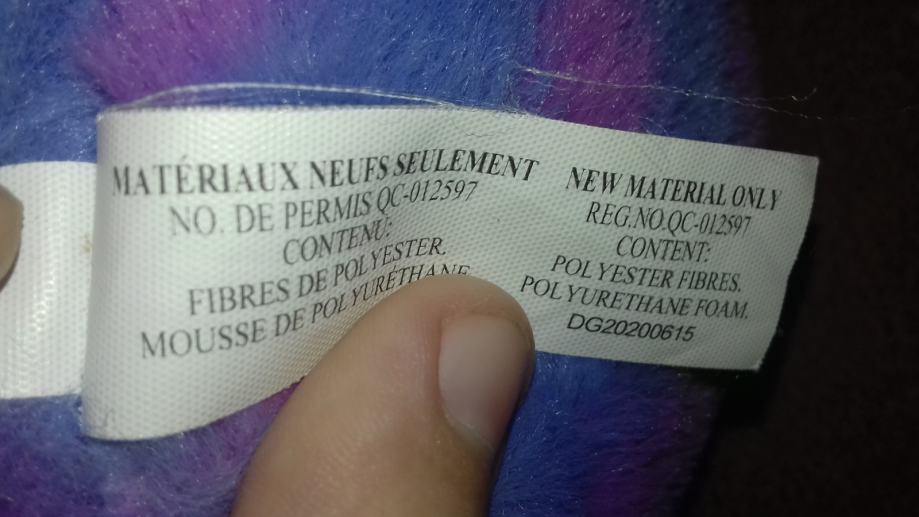 MATÉRIAUX NEUFS SEULEMENT
NO. DE PERMIS QC-012597
CONTENU:
FIBRES DE POLYESTER.
MOUSSE DE POLYURÉTHANE
NEW MATERIAL ONLY
REG.NO.QC-012597
CONTENT:
POLYESTER FIBRES.
POLYURETHANE FOAM.
DG20200615